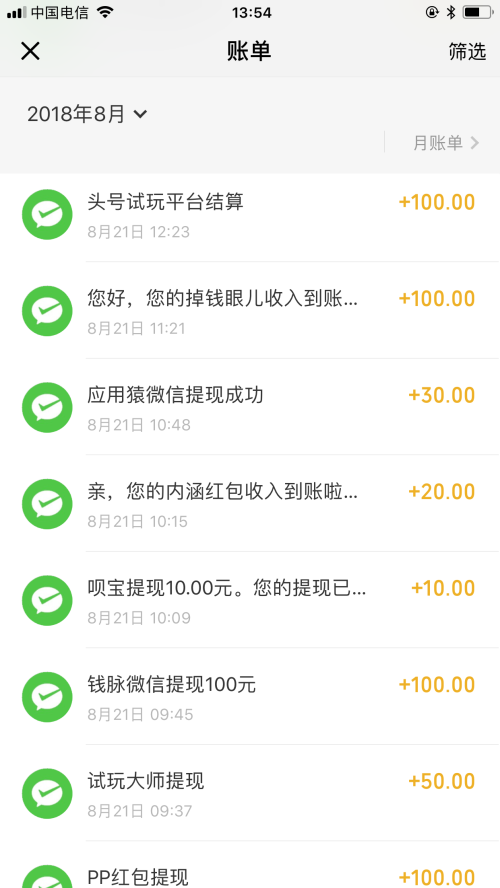 中国电信
13:54
账单
筛选
2018年8月
月账单
头号试玩平台结算
+100.00
8月21日 12:23
您好，您的掉钱眼儿收入到账...
+100.00
8月21日 11:21
应用猿微信提现成功
+30.00
8月21日 10:48
亲，您的内涵红包收入到账啦...
+20.00
8月21日 10:15
呗宝提现10.00元。您的提现已...
+10.00
8月21日 10:09
钱脉微信提现100元
+100.00
8月21日 09:45
试玩大师提现
+50.00
8月21日 09:37
PP红包提现
+100.00